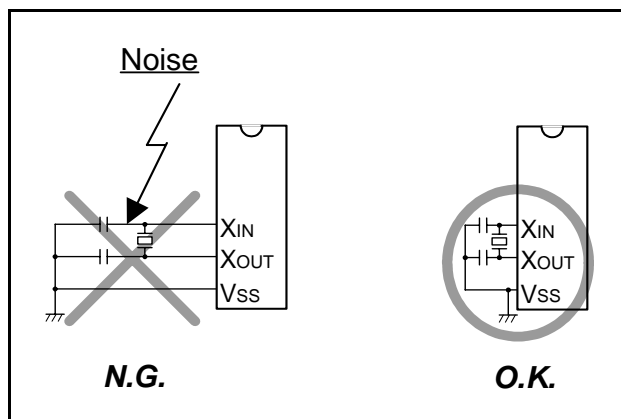 Noise
XIN
XOUT
VSS
N.G.
XIN
XOUT
VSS
O.K.